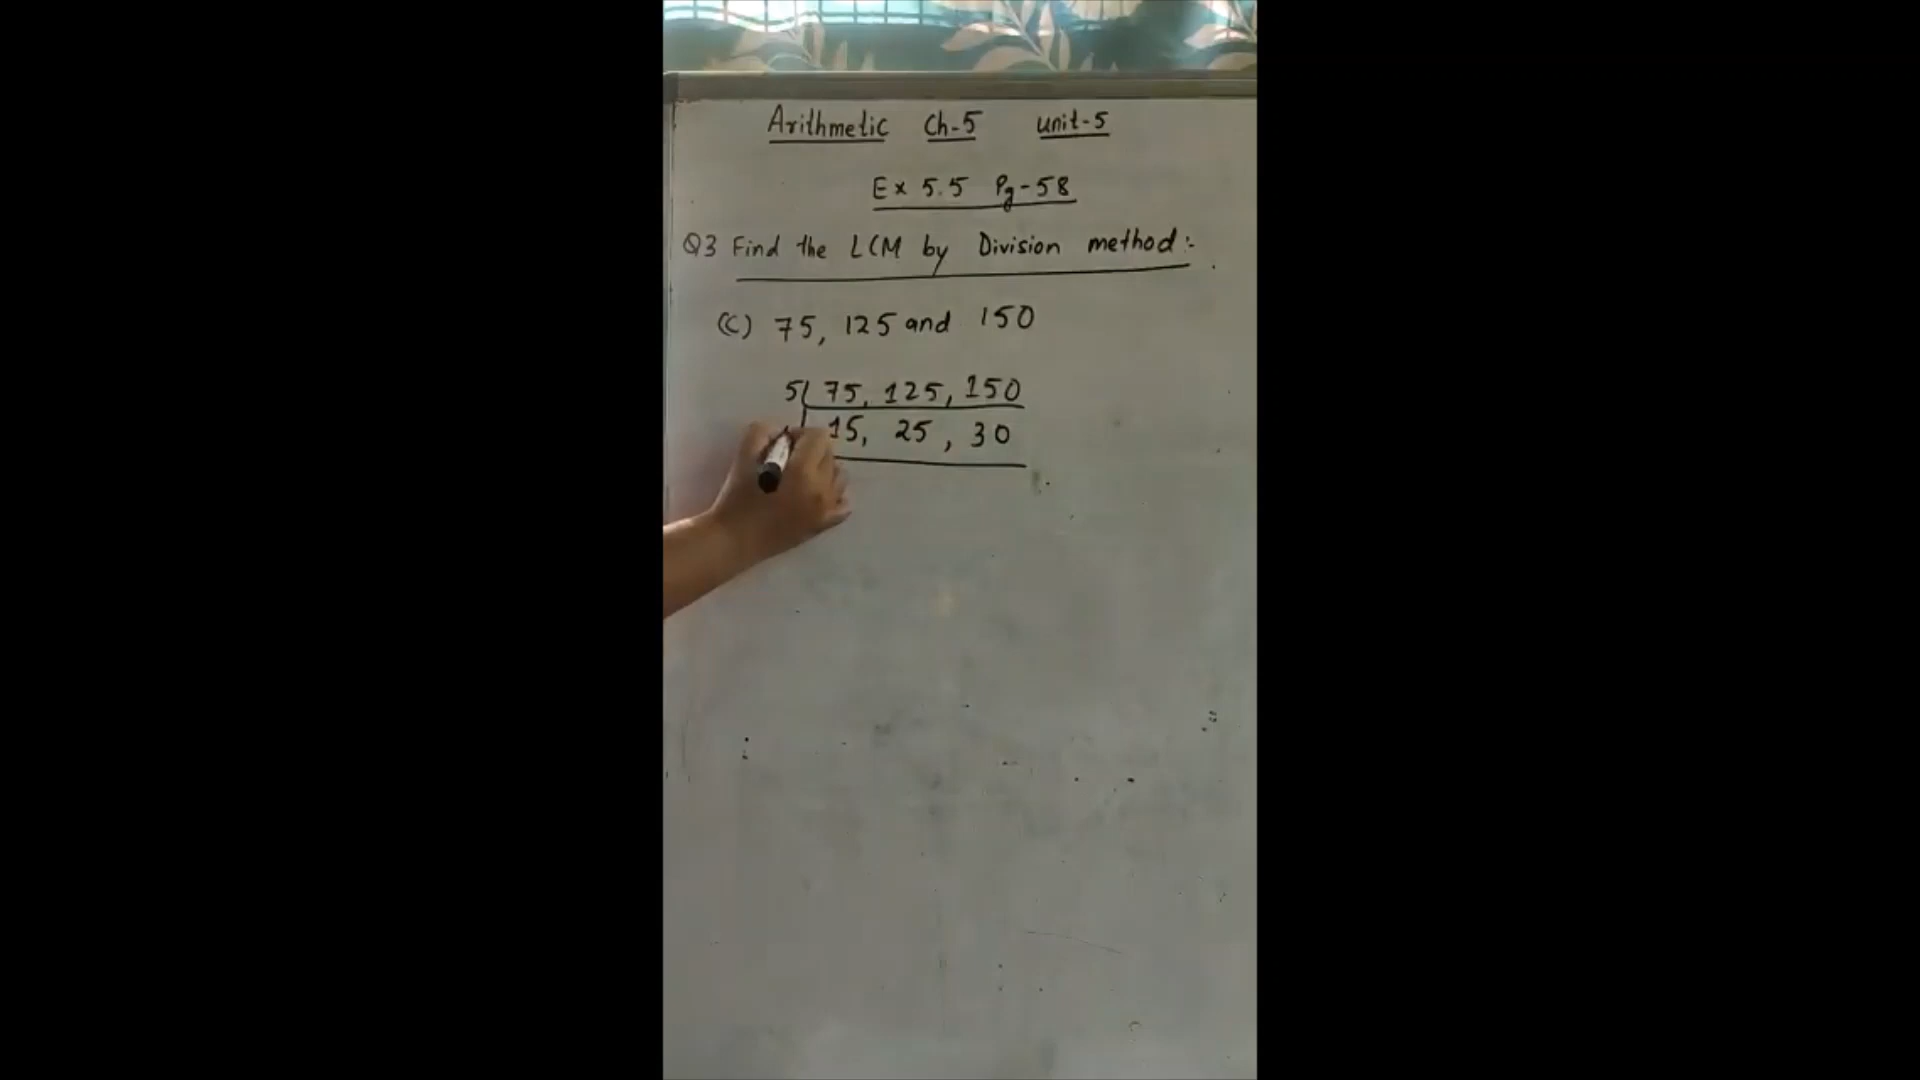 Arithmetic Ch-5 Unit-5
Ex 5.5 Pg-58
Q3 Find the LCM by Division method:-
(C) 75, 125 and 150
5 75, 125, 150
15, 25, 30